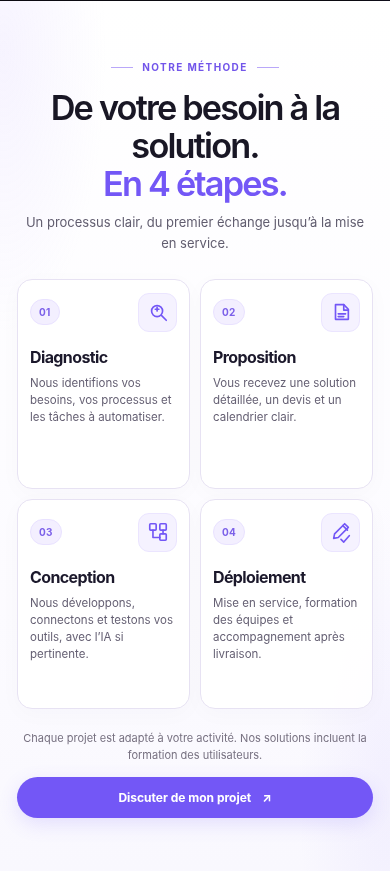 NOTRE MÉTHODE
De votre besoin à la
solution.
En 4 étapes.
Un processus clair, du premier échange jusqu’à la mise
en service.
01
Diagnostic
Nous identifions vos
besoins, vos processus et
les tâches à automatiser.
02
Proposition
Vous recevez une solution
détaillée, un devis et un
calendrier clair.
03
Conception
Nous développons,
connectons et testons vos
outils, avec l’IA si
pertinente.
04
Déploiement
Mise en service, formation
des équipes et
accompagnement après
livraison.
Chaque projet est adapté à votre activité. Nos solutions incluent la
formation des utilisateurs.
Discuter de mon projet